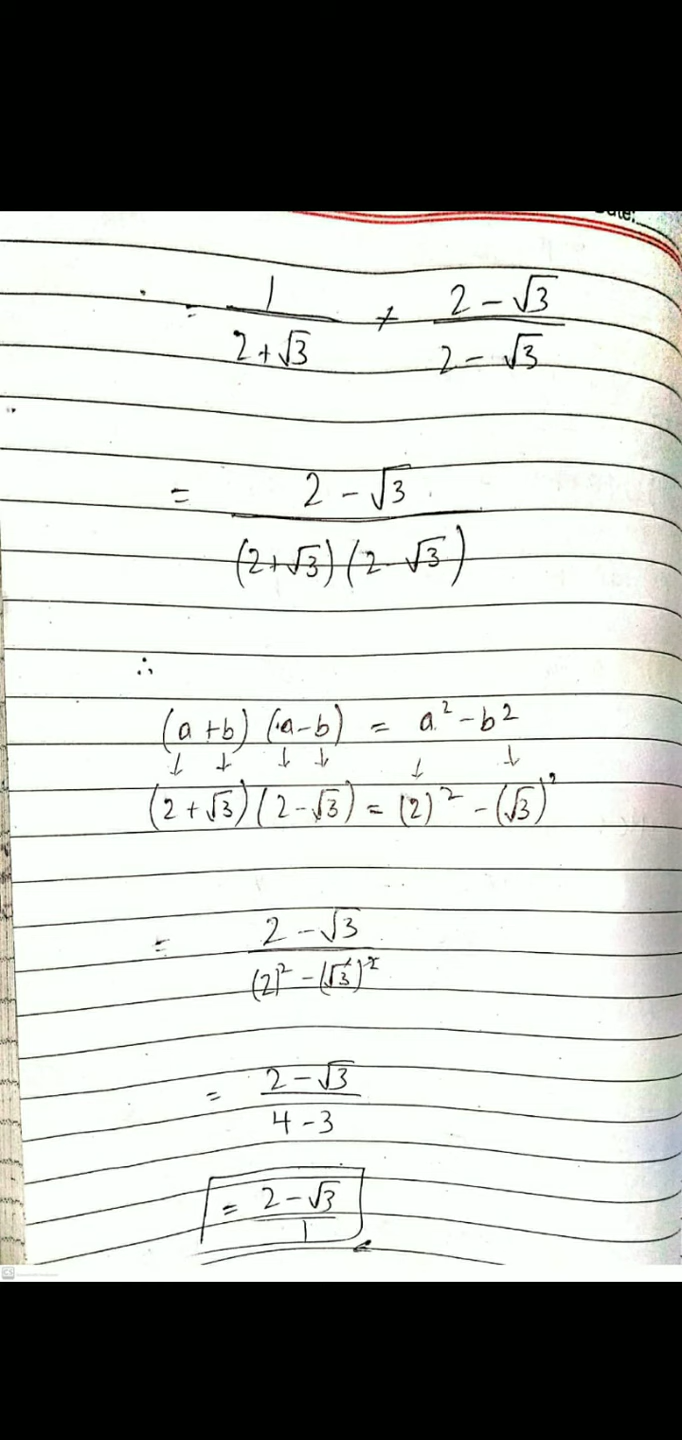 Date:
= 1/(2+√3) × (2-√3)/(2-√3)
= (2-√3)/((2+√3)(2-√3))
∴
(a+b) (a-b) = a²-b²
↓ ↓ ↓ ↓ ↓ ↓
(2+√3)(2-√3) = (2)² - (√3)²
= (2-√3)/((2)² - (√3)²)
= (2-√3)/(4-3)
= (2-√3)/1